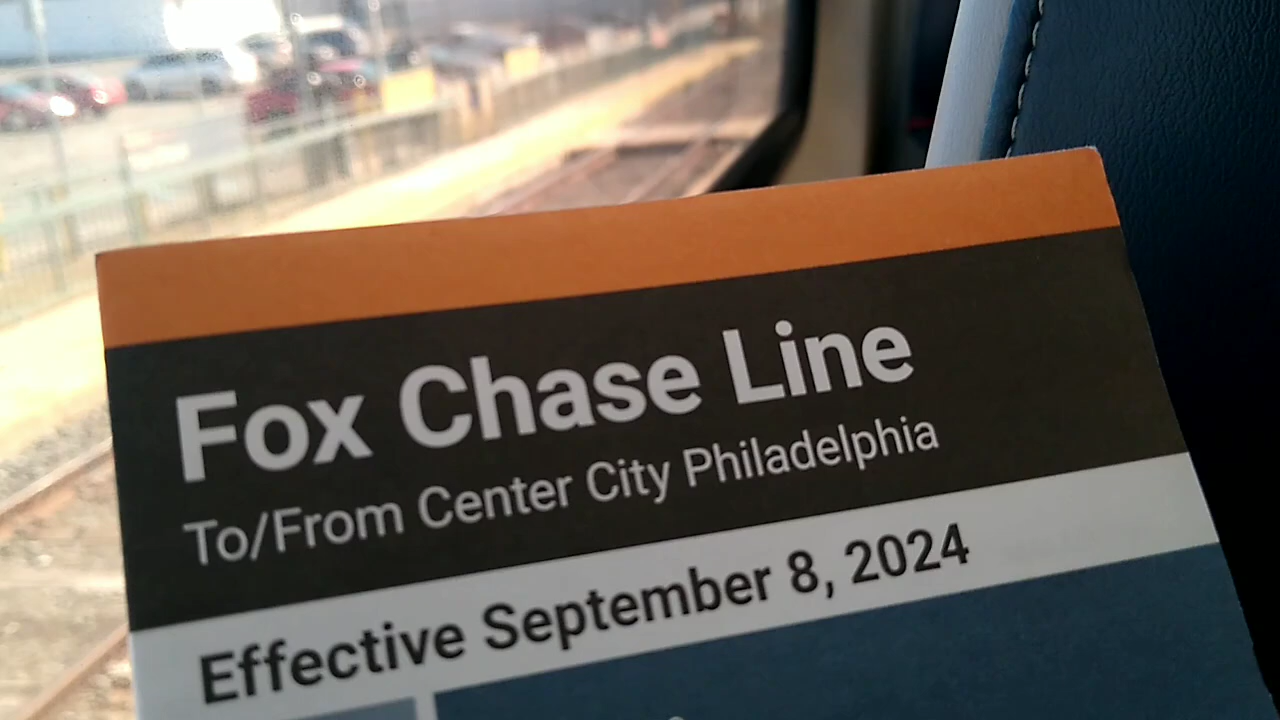 Fox Chase Line
To/From Center City Philadelphia
Effective September 8, 2024